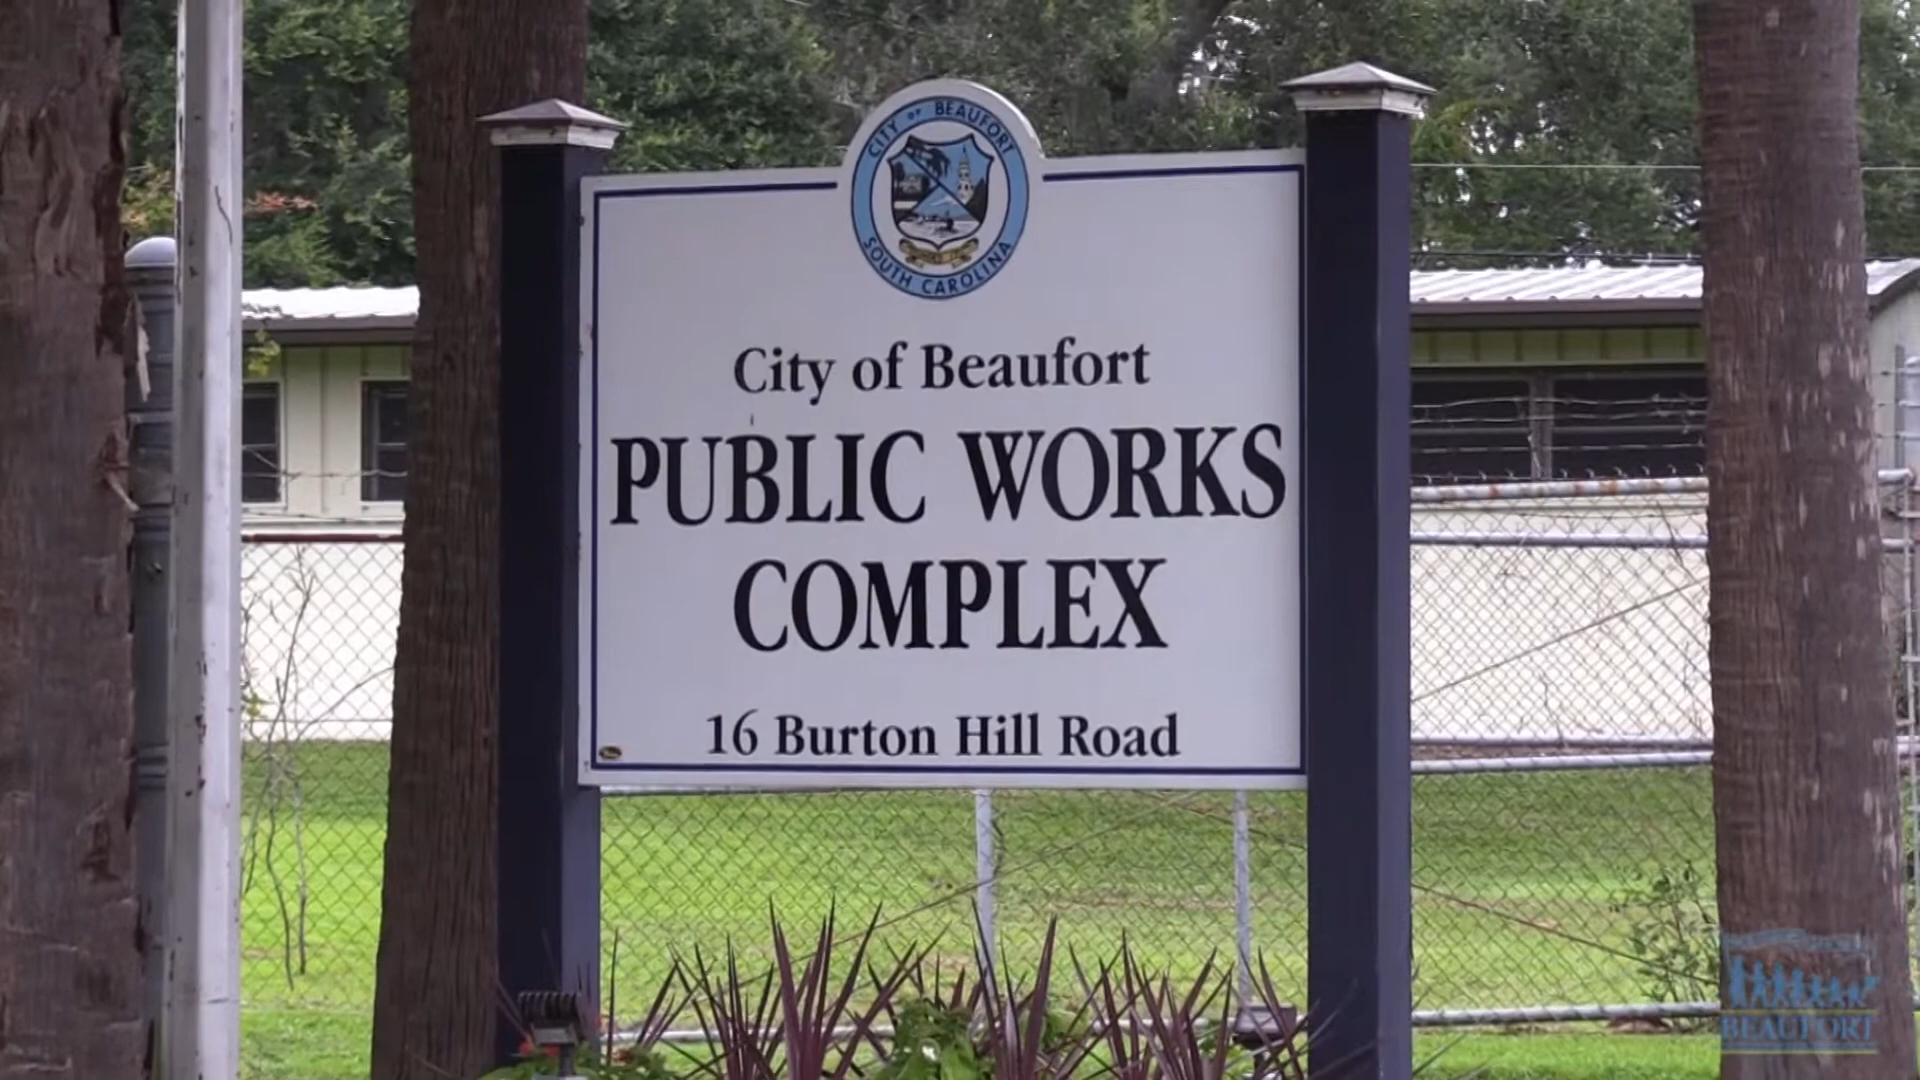 CITY OF BEAUFORT
SOUTH CAROLINA
City of Beaufort
PUBLIC WORKS
COMPLEX
16 Burton Hill Road
BEAUFORT